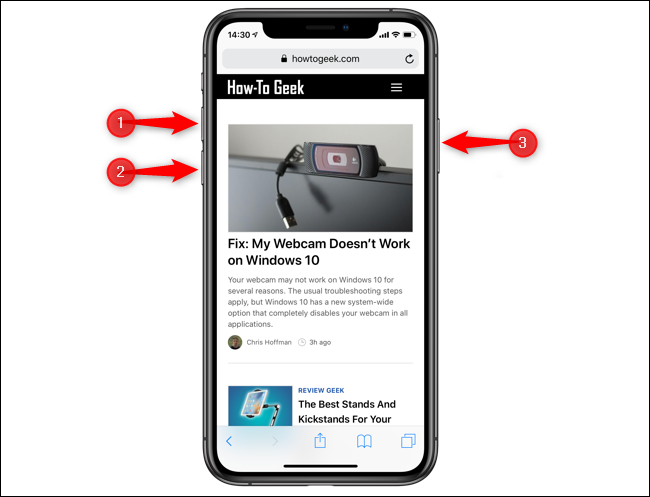 14:30
howtogeek.com
How-To Geek
1
2
3
Fix: My Webcam Doesn't Work
on Windows 10
Your webcam may not work on Windows 10 for
several reasons. The usual troubleshooting steps
apply, but Windows 10 has a new system-wide
option that completely disables your webcam in all
applications.
Chris Hoffman 3h ago
REVIEW GEEK
The Best Stands And
Kickstands For Your